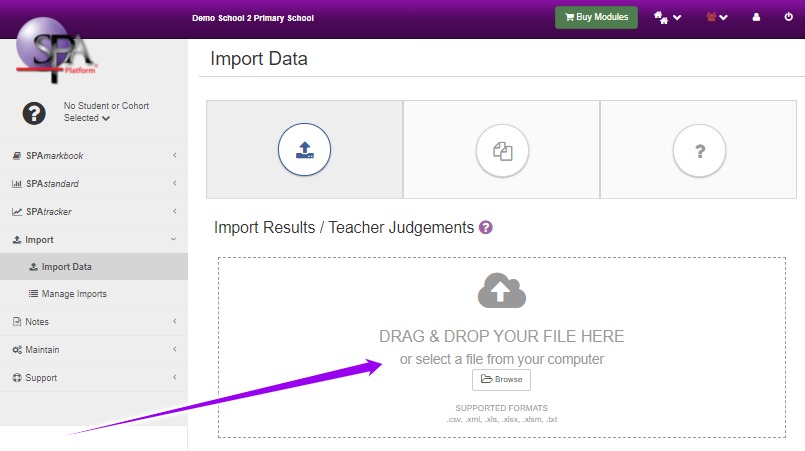 Demo School 2 Primary School
Buy Modules
SPA
Platform®
Import Data
No Student or Cohort
Selected
SPAmarkbook
SPAstandard
SPAtracker
Import
Import Data
Manage Imports
Notes
Maintain
Support
?
?
Import Results / Teacher Judgements ?
DRAG & DROP YOUR FILE HERE
or select a file from your computer
Browse
SUPPORTED FORMATS
.csv, .xml, .xls, .xlsx, .xlsm, .txt